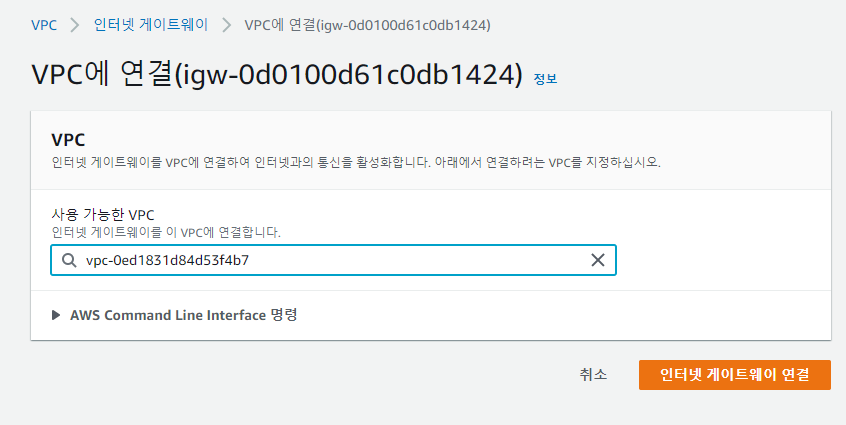 VPC > 인터넷 게이트웨이 > VPC에 연결(igw-0d0100d61c0db1424)
VPC에 연결(igw-0d0100d61c0db1424) 정보
VPC
인터넷 게이트웨이를 VPC에 연결하여 인터넷과의 통신을 활성화합니다. 아래에서 연결하려는 VPC를 지정하십시오.
사용 가능한 VPC
인터넷 게이트웨이를 이 VPC에 연결합니다.
vpc-0ed1831d84d53f4b7
AWS Command Line Interface 명령
취소 인터넷 게이트웨이 연결